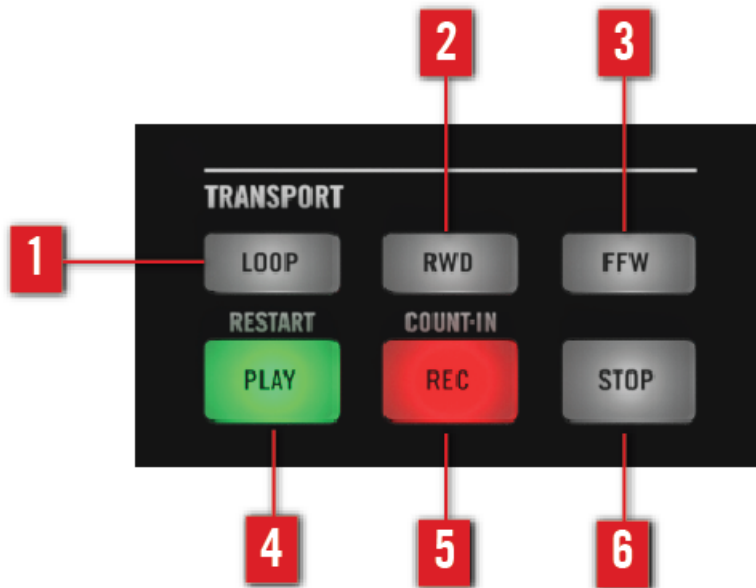 2 3
TRANSPORT
1 LOOP RWD FFW
RESTART COUNT-IN
PLAY REC STOP
4 5 6